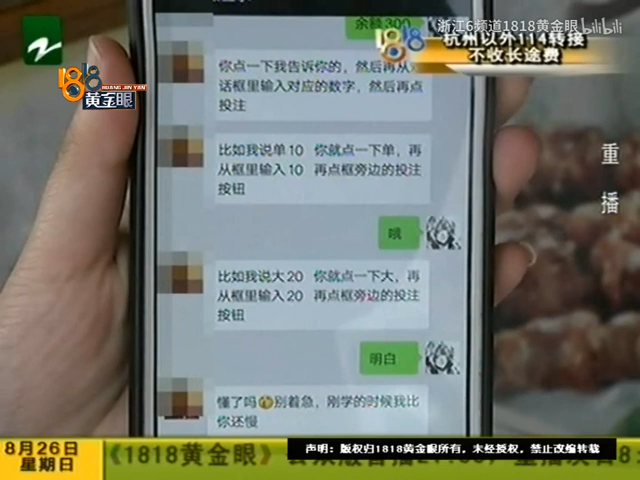 余额300
浙江6频道1818黄金眼 bilibili
1818
杭州以外114转接
不收长途费
1818
HUANG JIN YAN
黄金眼
你点一下我告诉你的，然后再从对
话框里输入对应的数字，然后再点
投注
重播
比如我说单10 你就点一下单，再
从框里输入10 再点框旁边的投注
按钮
哦
比如我说大20 你就点一下大，再
从框里输入20 再点框旁边的投注
按钮
明白
懂了吗 别着急，刚学的时候我比
你还慢
8月26日
星期日
《1818黄金眼》
声明：版权归1818黄金眼所有，未经授权，禁止改编转载